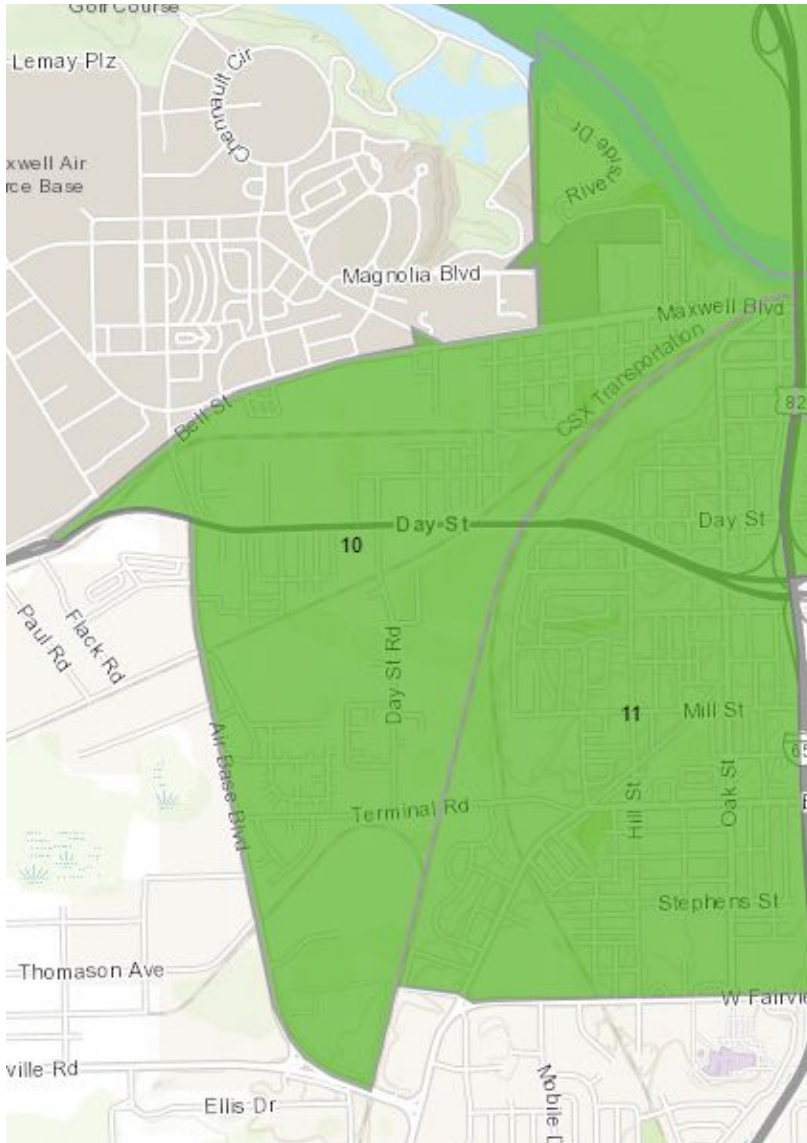 Golf Course
Lemay Plz
Chennault Cir
xwell Air
rce Base
Riverside Dr
Magnolia Blvd
Maxwell Blvd
CSX Transportation
Bell St
82
Day St
Day St
10
Flack Rd
Paul Rd
Day St Rd
11
Mill St
Air Base Blvd
65
Terminal Rd
Hill St
Oak St
Stephens St
Thomason Ave
W Fairvie
ville Rd
Ellis Dr
Mobile